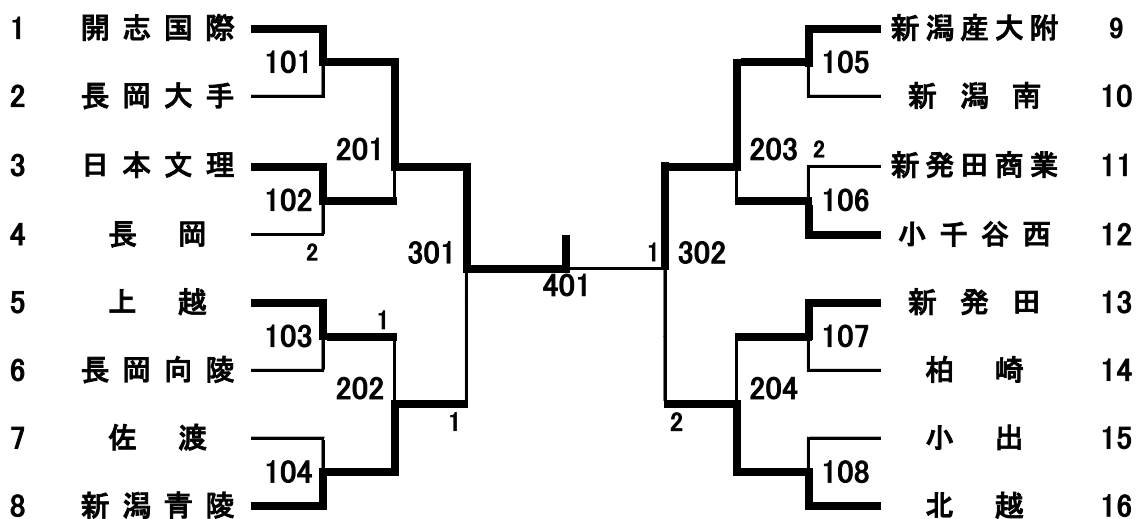 1 開志国際
101
2 長岡大手
201
3 日本文理
102
4 長岡
2
301
5 上越
1
103
6 長岡向陵
202
7 佐渡
1
104
8 新潟青陵
401
新潟産大附 9
105
新潟南 10
203
2
新発田商業 11
106
小千谷西 12
1
302
新発田 13
107
柏崎 14
204
2
小出 15
108
北越 16